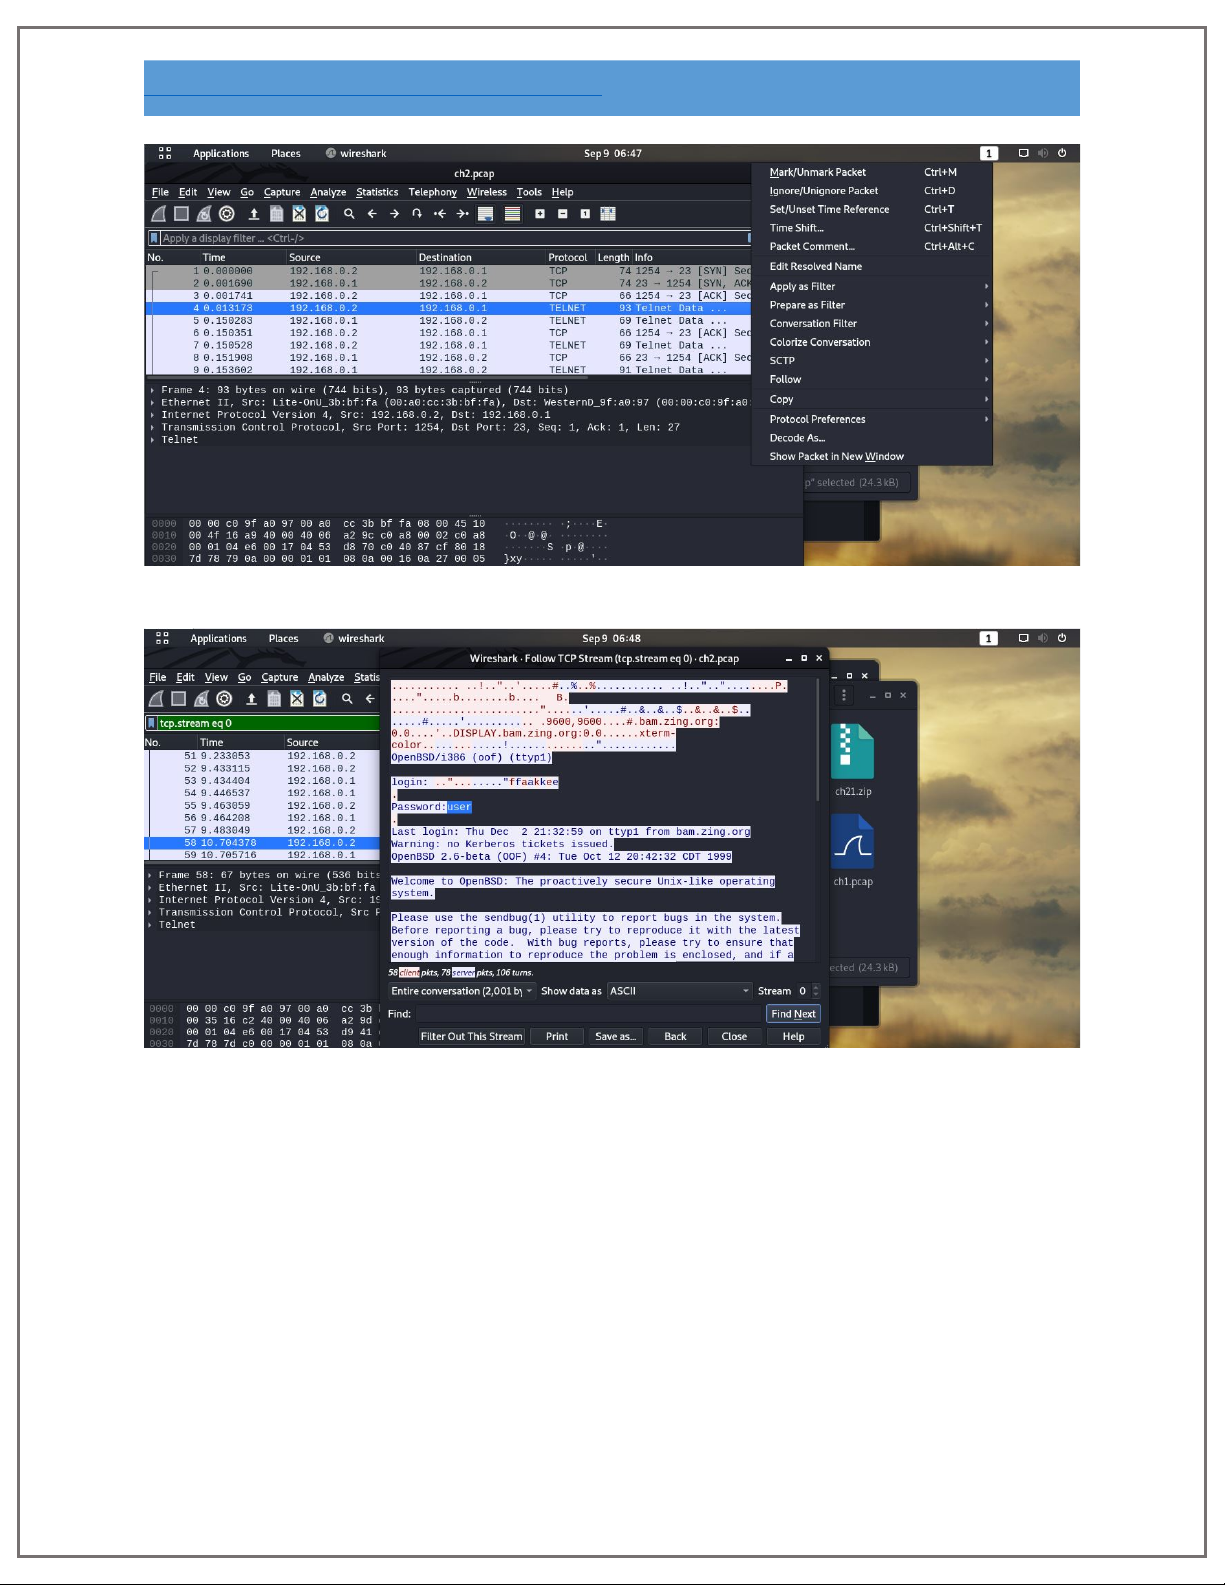 Applications Places wireshark Sep 9 06:47 1
ch2.pcap
File Edit View Go Capture Analyze Statistics Telephony Wireless Tools Help
Apply a display filter ... <Ctrl-/>
No. Time Source Destination Protocol Length Info
1 0.000000 192.168.0.2 192.168.0.1 TCP 74 1254 → 23 [SYN] Seq
2 0.001690 192.168.0.1 192.168.0.2 TCP 74 23 → 1254 [SYN, ACK
3 0.001741 192.168.0.2 192.168.0.1 TCP 66 1254 → 23 [ACK] Seq
4 0.013173 192.168.0.2 192.168.0.1 TELNET 93 Telnet Data ...
5 0.150283 192.168.0.1 192.168.0.2 TELNET 69 Telnet Data ...
6 0.150351 192.168.0.2 192.168.0.1 TCP 66 1254 → 23 [ACK] Seq
7 0.150528 192.168.0.2 192.168.0.1 TELNET 69 Telnet Data ...
8 0.151908 192.168.0.1 192.168.0.2 TCP 66 23 → 1254 [ACK] Seq
9 0.153602 192.168.0.1 192.168.0.2 TELNET 91 Telnet Data ...
Frame 4: 93 bytes on wire (744 bits), 93 bytes captured (744 bits)
Ethernet II, Src: Lite-OnU_3b:bf:fa (00:a0:cc:3b:bf:fa), Dst: WesternD_9f:a0:97 (00:00:c0:9f:a0:
Internet Protocol Version 4, Src: 192.168.0.2, Dst: 192.168.0.1
Transmission Control Protocol, Src Port: 1254, Dst Port: 23, Seq: 1, Ack: 1, Len: 27
Telnet
0000 00 00 c0 9f a0 97 00 a0 cc 3b bf fa 08 00 45 10 ········ ·;····E·
0010 00 4f 16 a9 40 00 40 06 a2 9c c0 a8 00 02 c0 a8 ·O··@·@· ········
0020 00 01 04 e6 00 17 04 53 d8 70 c0 40 87 cf 80 18 ·······S ·p·@····
0030 7d 78 79 0a 00 00 01 01 08 0a 00 16 0a 27 00 05 }xy····· ·····'··
Mark/Unmark Packet Ctrl+M
Ignore/Unignore Packet Ctrl+D
Set/Unset Time Reference Ctrl+T
Time Shift... Ctrl+Shift+T
Packet Comment... Ctrl+Alt+C
Edit Resolved Name
Apply as Filter
Prepare as Filter
Conversation Filter
Colorize Conversation
SCTP
Follow
Copy
Protocol Preferences
Decode As...
Show Packet in New Window
p" selected (24.3 kB)
Applications Places wireshark Sep 9 06:48 1
File Edit View Go Capture Analyze Statis
tcp.stream eq 0
No. Time Source
51 9.233053 192.168.0.2
52 9.433115 192.168.0.2
53 9.434404 192.168.0.1
54 9.446537 192.168.0.1
55 9.463059 192.168.0.2
56 9.464208 192.168.0.1
57 9.483049 192.168.0.2
58 10.704378 192.168.0.2
59 10.705716 192.168.0.1
Frame 58: 67 bytes on wire (536 bits
Ethernet II, Src: Lite-OnU_3b:bf:fa
Internet Protocol Version 4, Src: 19
Transmission Control Protocol, Src P
Telnet
0000 00 00 c0 9f a0 97 00 a0 cc 3b
0010 00 35 16 c2 40 00 40 06 a2 9d
0020 00 01 04 e6 00 17 04 53 d9 41
0030 7d 78 7d c0 00 00 01 01 08 0a
Wireshark · Follow TCP Stream (tcp.stream eq 0) · ch2.pcap
........... ..!.."..'.....#..%..%........... ..!..".."........P.
....".....b........b.... B.
.........................."......'.....#..&..&..$..&..&..$..
.....#.....'........... .9600,9600....#.bam.zing.org:
0.0....'..DISPLAY.bam.zing.org:0.0......xterm-
color.............!.............."............
OpenBSD/i386 (oof) (ttyp1)
login: .."........"ffaakkee
.
Password:user
.
Last login: Thu Dec  2 21:32:59 on ttyp1 from bam.zing.org
Warning: no Kerberos tickets issued.
OpenBSD 2.6-beta (OOF) #4: Tue Oct 12 20:42:32 CDT 1999
Welcome to OpenBSD: The proactively secure Unix-like operating
system.
Please use the sendbug(1) utility to report bugs in the system.
Before reporting a bug, please try to reproduce it with the latest
version of the code.  With bug reports, please try to ensure that
enough information to reproduce the problem is enclosed, and if a
58 client pkts, 78 server pkts, 106 turns.
Entire conversation (2,001 by Show data as ASCII Stream 0
Find: Find Next
Filter Out This Stream Print Save as... Back Close Help
ch21.zip
ch1.pcap
ected (24.3 kB)